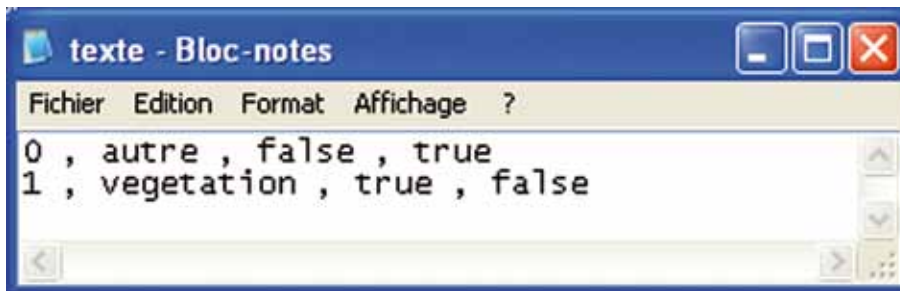 texte - Bloc-notes
Fichier Edition Format Affichage ?
0 , autre , false , true
1 , vegetation , true , false